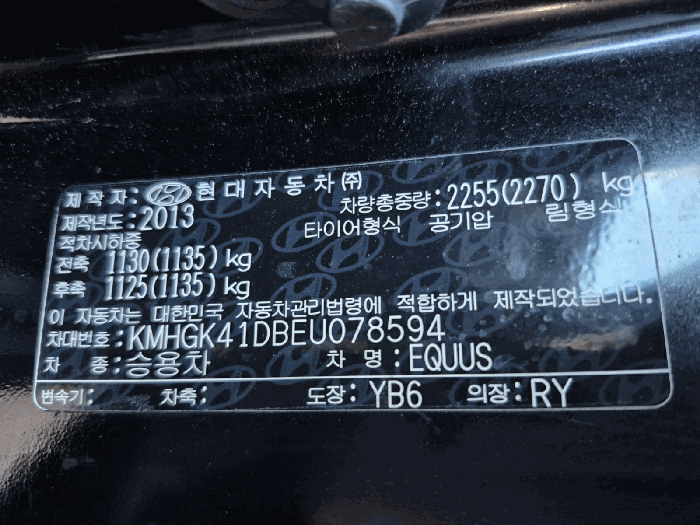 제 작 자: 현대자동차㈜
제작년도:2013 차량총중량:2255(2270) kg
적차시하중 타이어형식 공기압 림형식
전축 1130(1135) kg
후축 1125(1135) kg
이 자동차는 대한민국 자동차관리법령에 적합하게 제작되었습니다.
차대번호:KMHGK41DBEU078594
차 종:승용차 차 명:EQUUS
변속기: 차축: 도장:YB6 의장:RY